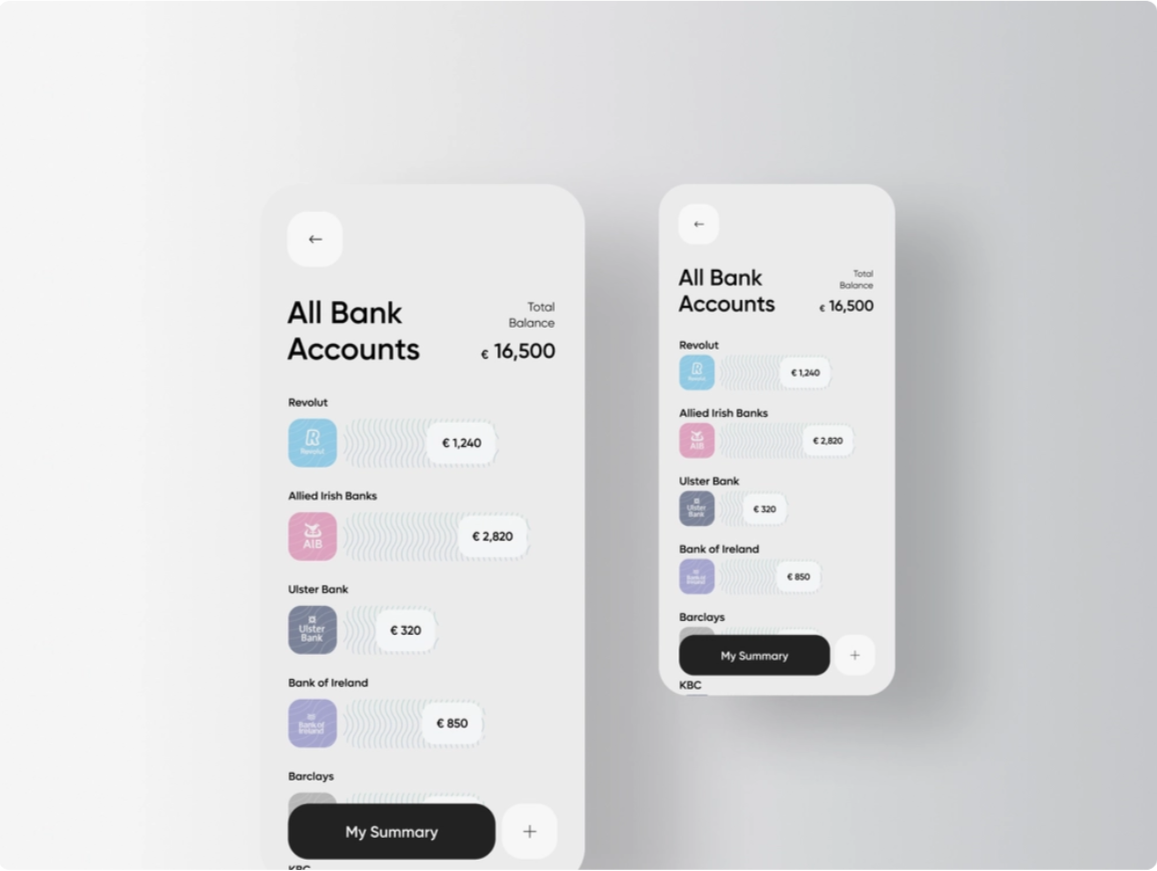 ←
All Bank
Accounts
Total
Balance
€ 16,500
Revolut
R
Revolut
€ 1,240
Allied Irish Banks
AIB
€ 2,820
Ulster Bank
Ulster
Bank
€ 320
Bank of Ireland
Bank of
Ireland
€ 850
Barclays
My Summary
+
KBC
←
All Bank
Accounts
Total
Balance
€ 16,500
Revolut
R
Revolut
€ 1,240
Allied Irish Banks
AIB
€ 2,820
Ulster Bank
Ulster
Bank
€ 320
Bank of Ireland
Bank of
Ireland
€ 850
Barclays
My Summary
+
KBC